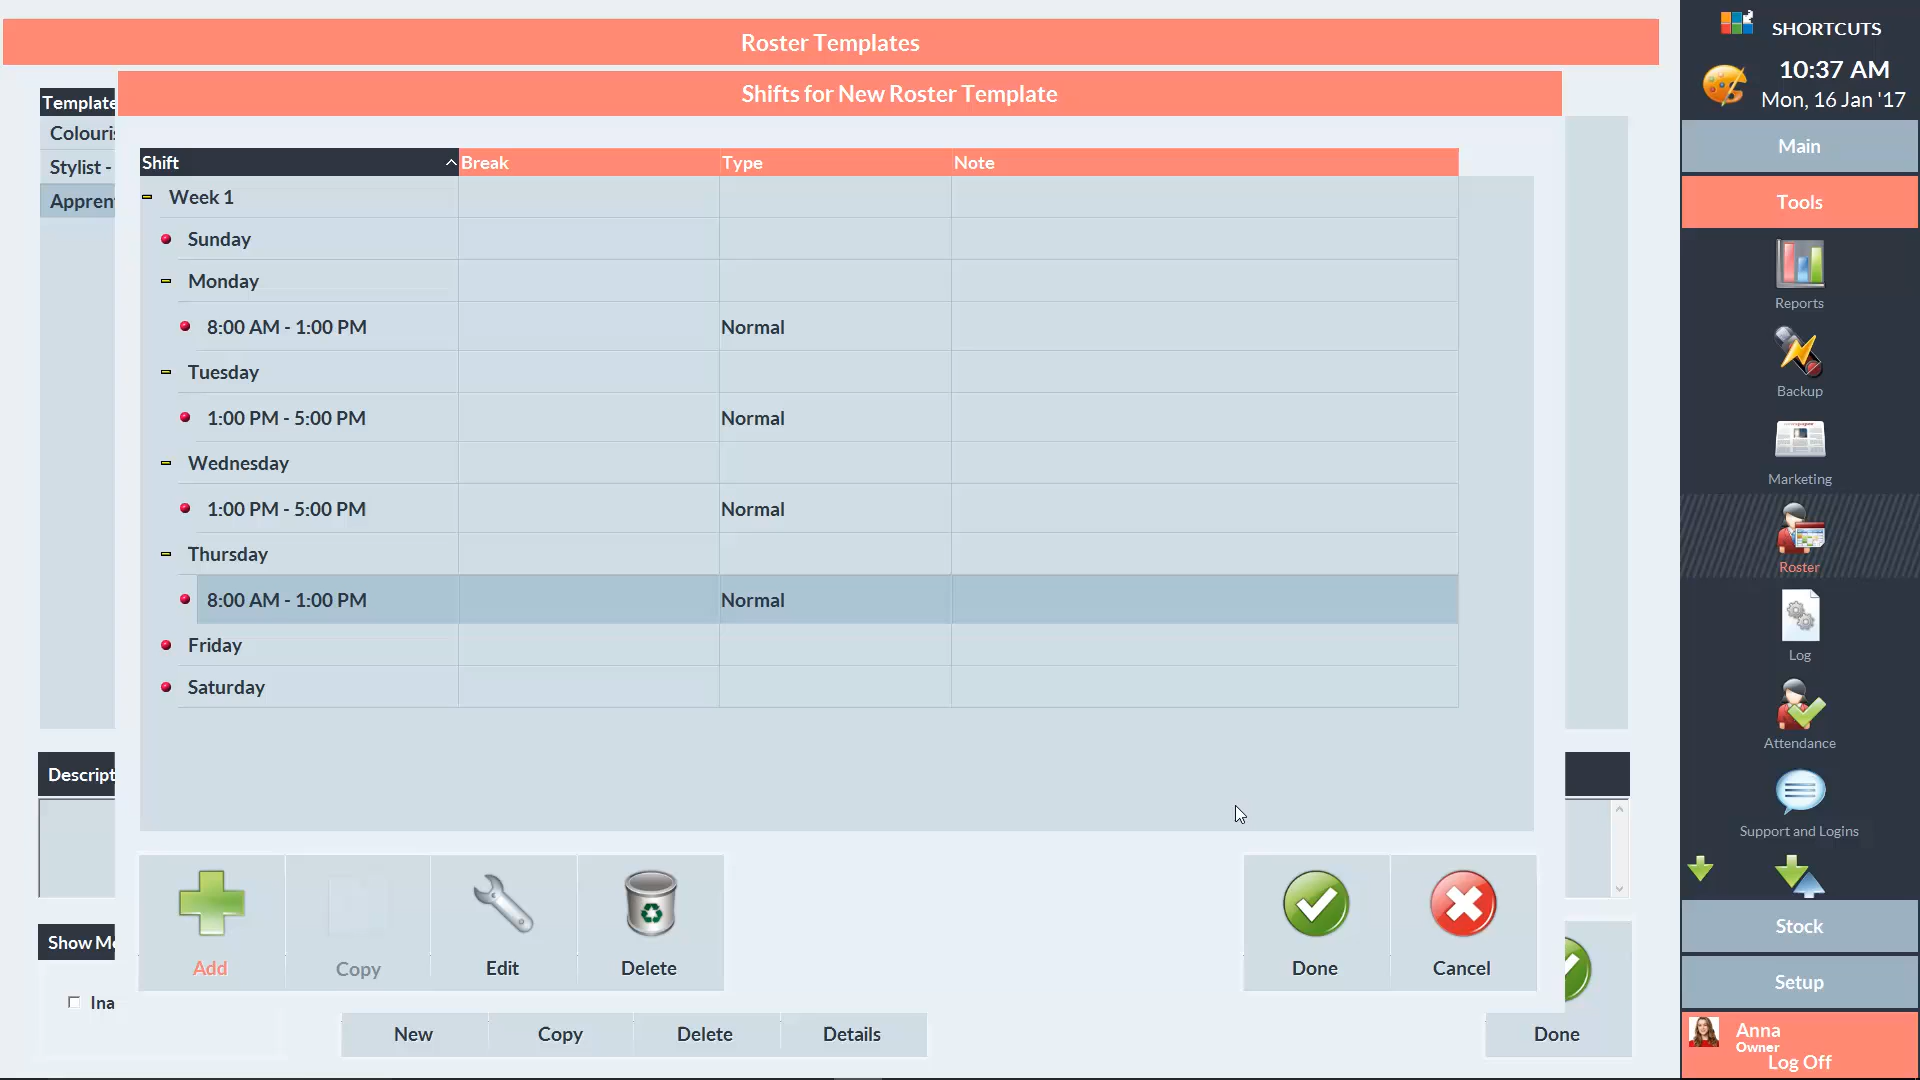 Roster Templates
Shifts for New Roster Template
Template
Colouris
Stylist -
Appren
Shift Break Type Note
Week 1
Sunday
Monday
8:00 AM - 1:00 PM Normal
Tuesday
1:00 PM - 5:00 PM Normal
Wednesday
1:00 PM - 5:00 PM Normal
Thursday
8:00 AM - 1:00 PM Normal
Friday
Saturday
Descript
Show Mo
Ina
Add Copy Edit Delete
Done Cancel
New Copy Delete Details
Done
SHORTCUTS
10:37 AM
Mon, 16 Jan '17
Main
Tools
Reports
Backup
Marketing
Roster
Log
Attendance
Support and Logins
Stock
Setup
Anna
Owner
Log Off